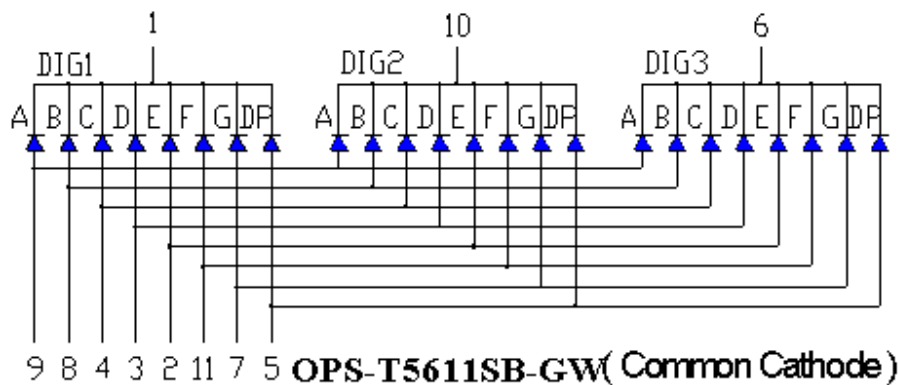 1 10 6
DIG1 DIG2 DIG3
A B C D E F G DP A B C D E F G DP A B C D E F G DP
9 8 4 3 2 11 7 5 OPS-T5611SB-GW( Common Cathode )